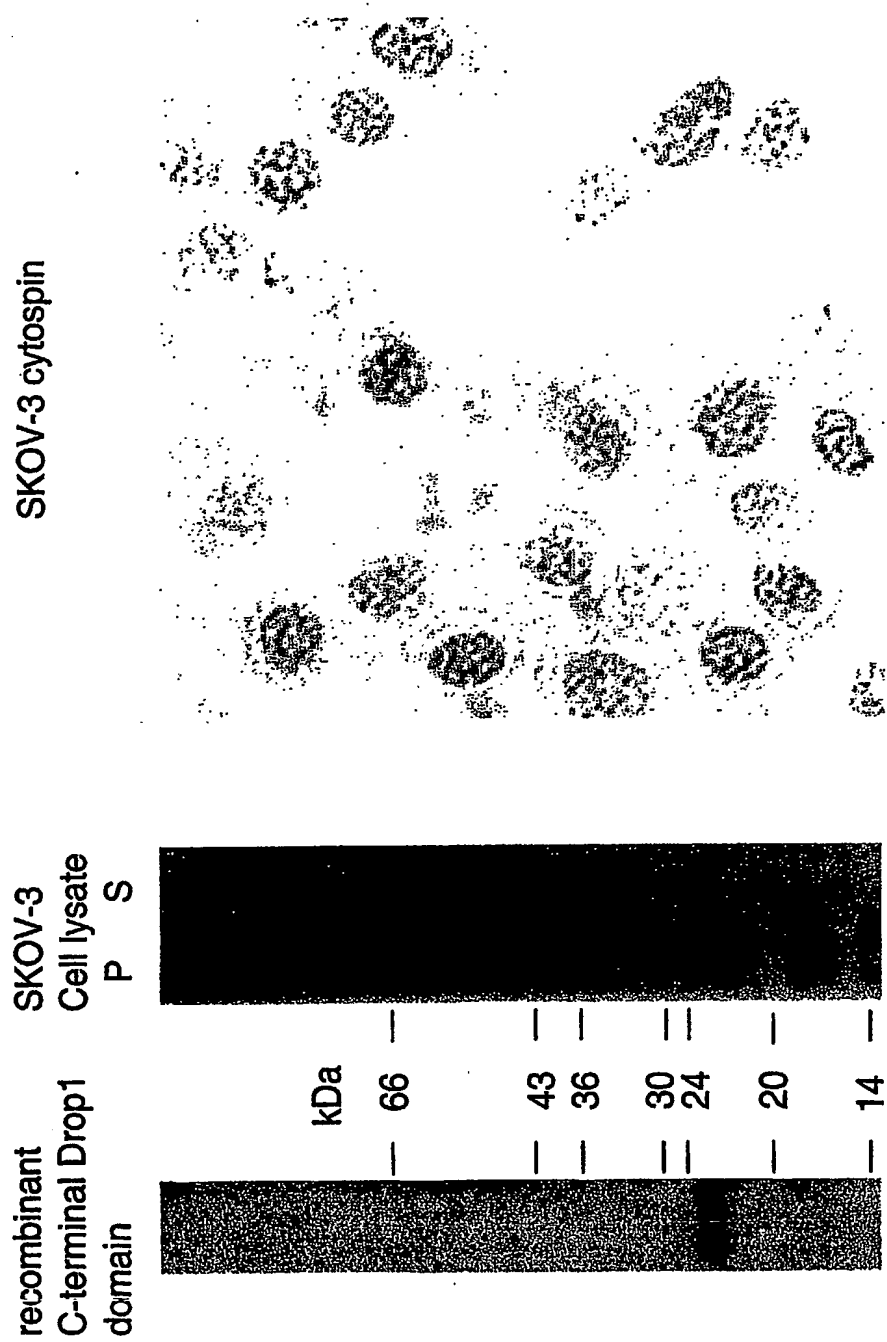 recombinant
C-terminal Drop1
domain
kDa
66
43
36
30
24
20
14
SKOV-3
Cell lysate
P S
SKOV-3 cytospin